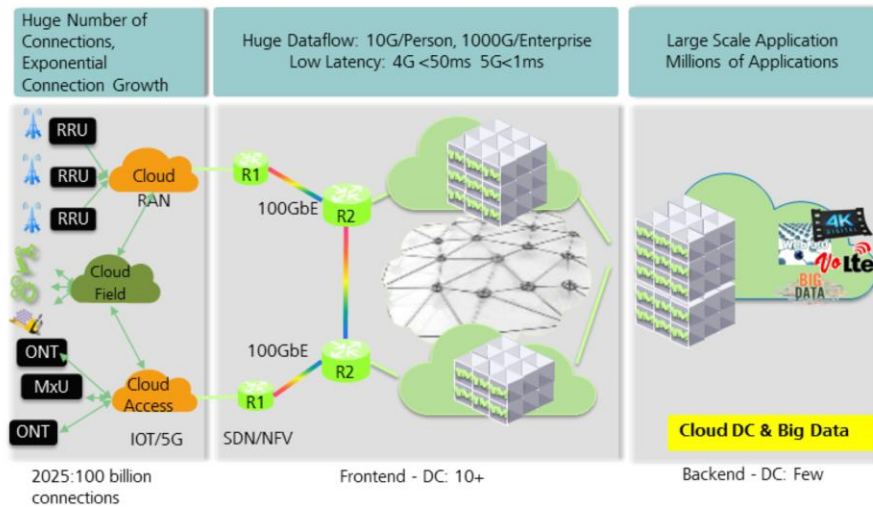 Huge Number of
Connections,
Exponential
Connection Growth
Huge Dataflow: 10G/Person, 1000G/Enterprise
Low Latency: 4G <50ms 5G<1ms
Large Scale Application
Millions of Applications
RRU
RRU
RRU
Cloud
RAN
Cloud
Field
ONT
MxU
ONT
Cloud
Access
IOT/5G
R1
100GbE
R2
100GbE
R2
R1
SDN/NFV
4K
DIGITAL
VoLte
BIG
DATA
Cloud DC & Big Data
2025:100 billion
connections
Frontend - DC: 10+
Backend - DC: Few